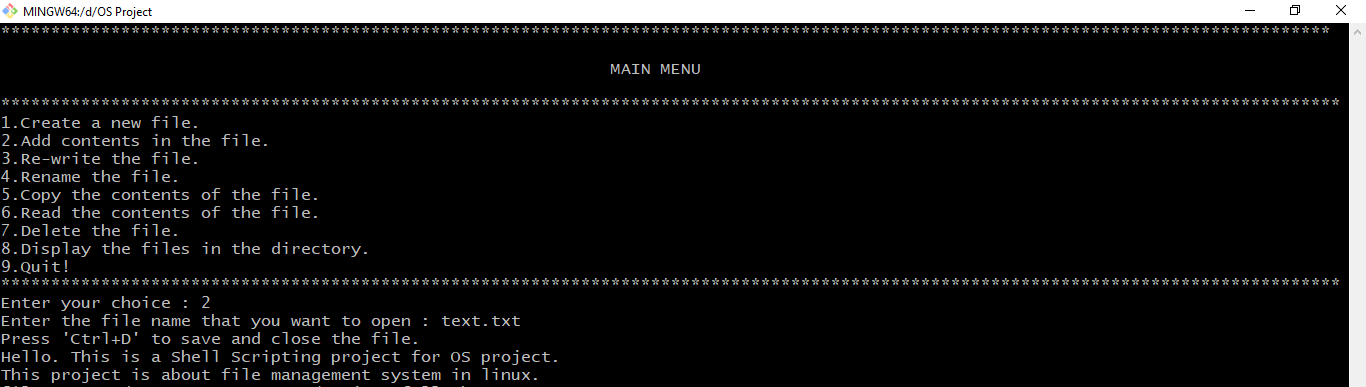 MINGW64:/d/OS Project
***************************************************************************************************************************************
MAIN MENU
***************************************************************************************************************************************
1.Create a new file.
2.Add contents in the file.
3.Re-write the file.
4.Rename the file.
5.Copy the contents of the file.
6.Read the contents of the file.
7.Delete the file.
8.Display the files in the directory.
9.Quit!
***************************************************************************************************************************************
Enter your choice : 2
Enter the file name that you want to open : text.txt
Press 'Ctrl+D' to save and close the file.
Hello. This is a Shell Scripting project for OS project.
This project is about file management system in linux.